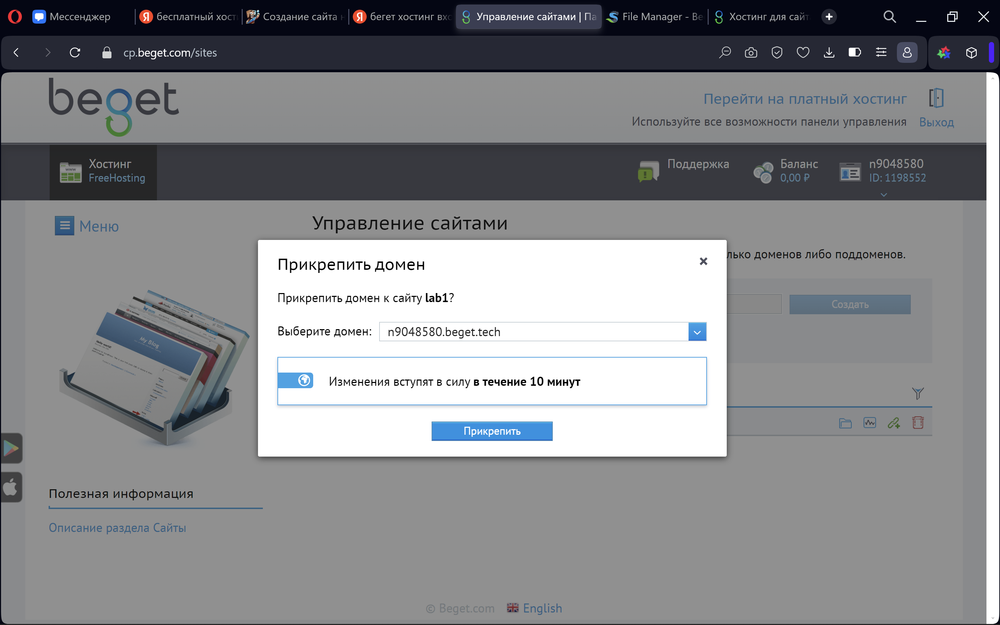 Мессенджер
бесплатный хост
Создание сайта н
бегет хостинг вхо
Управление сайтами | Па
File Manager - Be
Хостинг для сайт
cp.beget.com/sites
beget
Перейти на платный хостинг
Используйте все возможности панели управления
Выход
www
Хостинг
FreeHosting
Поддержка
Баланс
0,00 ₽
n9048580
ID: 1198552
Меню
Управление сайтами
лько доменов либо поддоменов.
Прикрепить домен
Прикрепить домен к сайту lab1?
Создать
Выберите домен:
n9048580.beget.tech
My Blog
Hello world!
Изменения вступят в силу в течение 10 минут
Прикрепить
Полезная информация
Описание раздела Сайты
© Beget.com
English